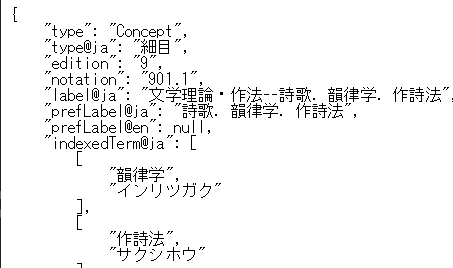 {
"type": "Concept",
"type@ja": "細目",
"edition": "9",
"notation": "901.1",
"label@ja": "文学理論・作法--詩歌．韻律学．作詩法",
"prefLabel@ja": "詩歌．韻律学．作詩法",
"prefLabel@en": null,
"indexedTerm@ja": [
[
"韻律学",
"インリツガク"
],
[
"作詩法",
"サクシホウ"
]